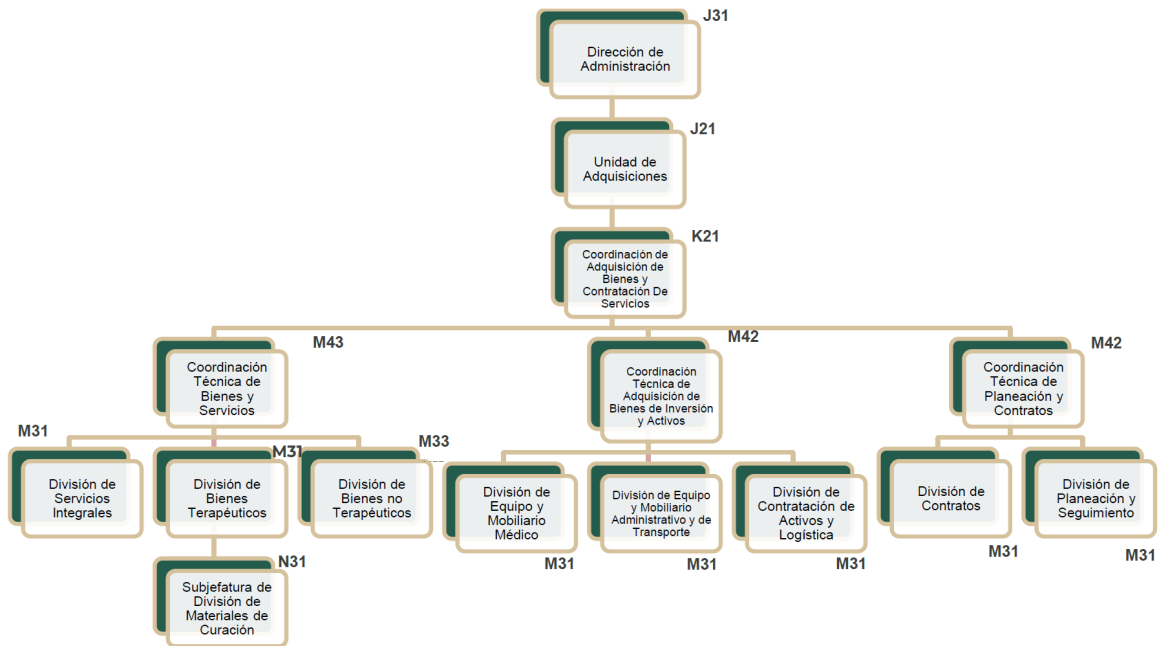 J31
Dirección de
Administración
J21
Unidad de
Adquisiciones
K21
Coordinación de
Adquisición de
Bienes y
Contratación De
Servicios
M43
Coordinación
Técnica de
Bienes y
Servicios
M42
Coordinación
Técnica de
Adquisición de
Bienes de Inversión
y Activos
M42
Coordinación
Técnica de
Planeación y
Contratos
M31
División de
Servicios
Integrales
M31
División de
Bienes
Terapéuticos
M33
División de
Bienes no
Terapéuticos
División de
Equipo y
Mobiliario
Médico
M31
División de Equipo
y Mobiliario
Administrativo y de
Transporte
M31
División de
Contratación de
Activos y
Logística
M31
División de
Contratos
M31
División de
Planeación y
Seguimiento
M31
N31
Subjefatura de
División de
Materiales de
Curación